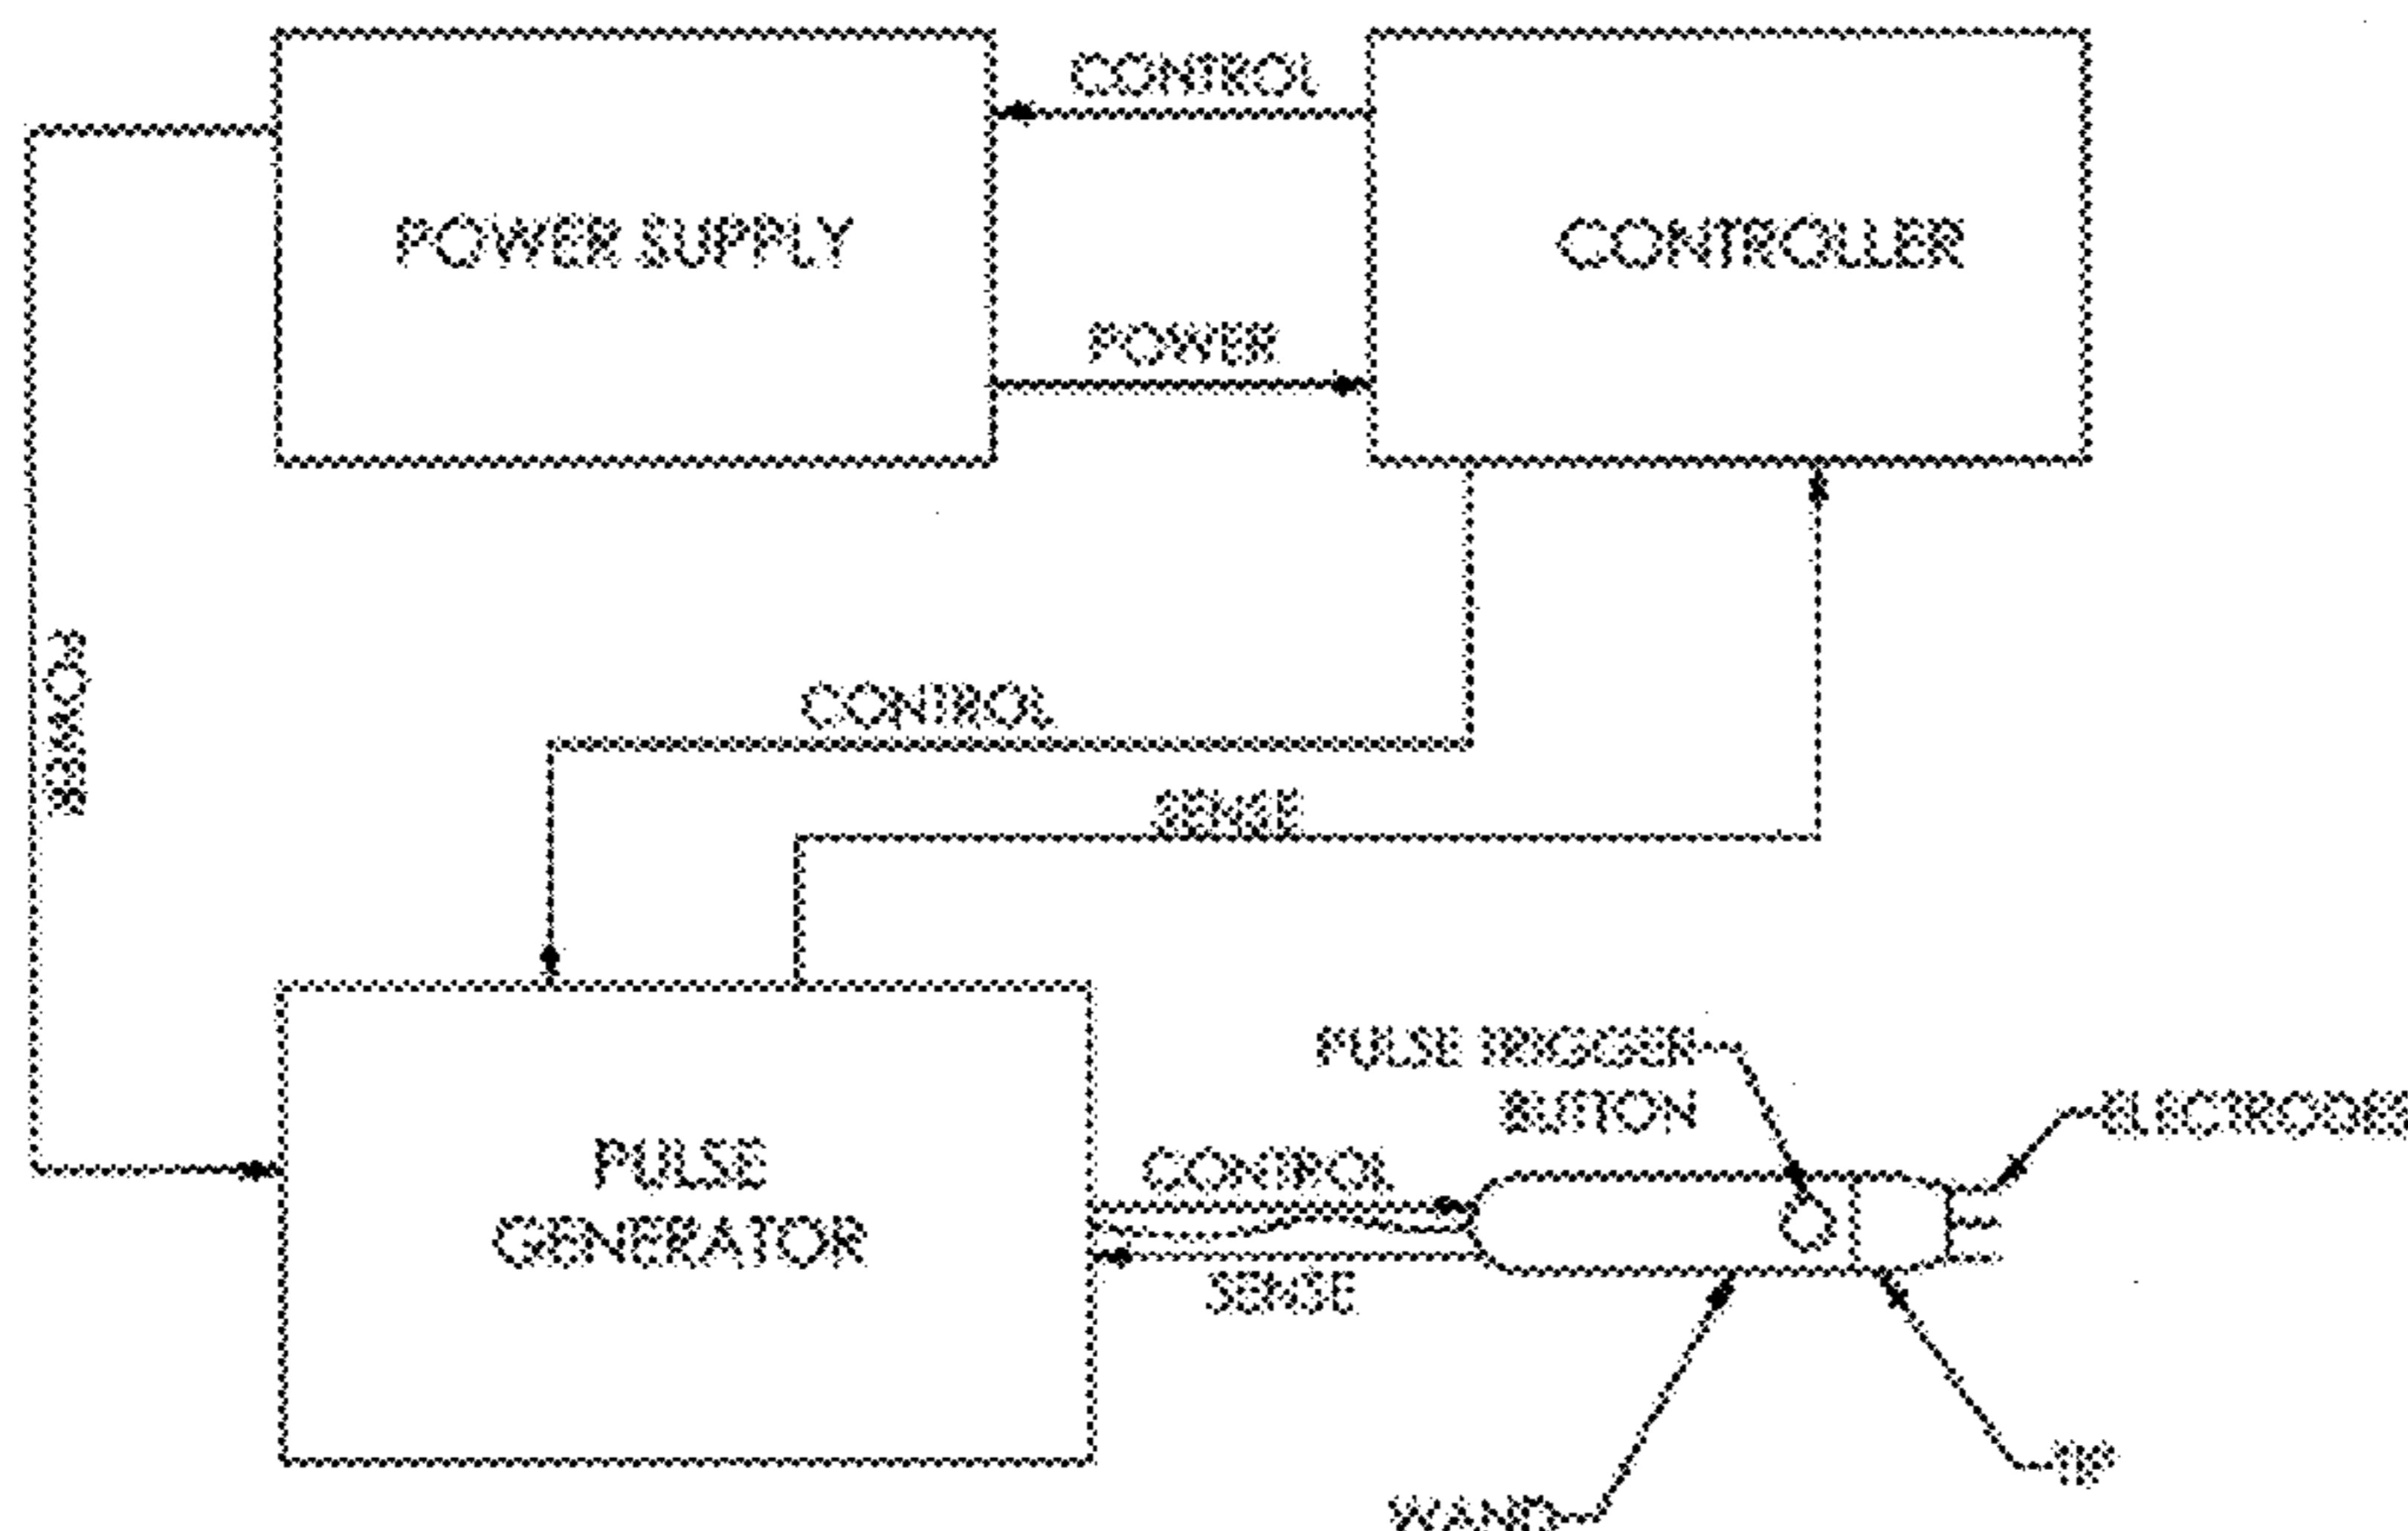 CONTROL
POWER SUPPLY
CONTROLLER
POWER
POWER
CONTROL
SENSE
PULSE TRIGGER
BUTTON
ELECTRODES
PULSE
GENERATOR
CONTROL
SENSE
TIP
WAND